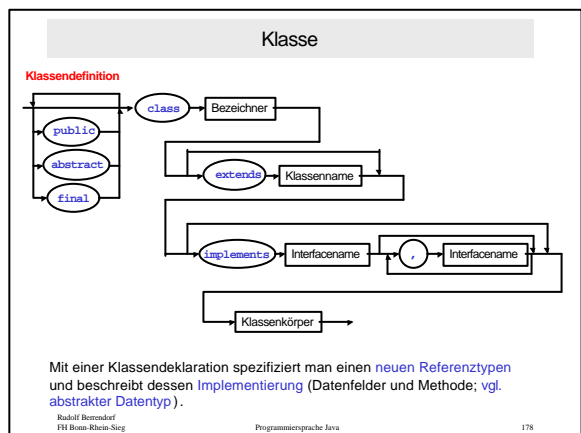 Klasse
Klassendefinition
class Bezeichner
public
abstract
final
extends Klassenname
implements Interfacename , Interfacename
Klassenkörper
Mit einer Klassendeklaration spezifiziert man einen neuen Referenztypen
und beschreibt dessen Implementierung (Datenfelder und Methode; vgl.
abstrakter Datentyp).
Rudolf Berrendorf
FH Bonn-Rhein-Sieg Programmiersprache Java 178